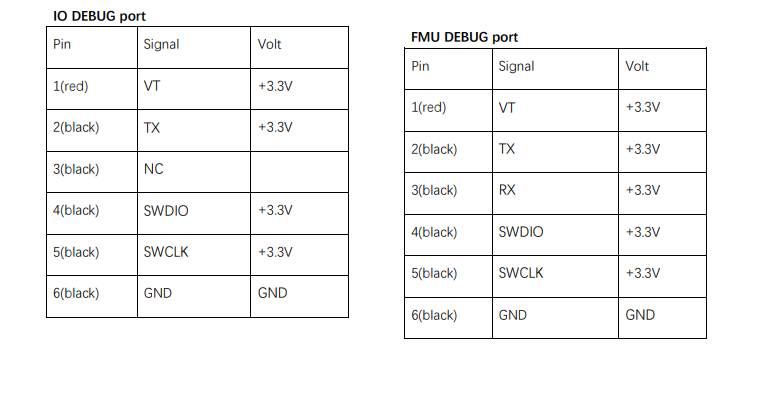 IO DEBUG port
Pin Signal Volt
1(red) VT +3.3V
2(black) TX +3.3V
3(black) NC
4(black) SWDIO +3.3V
5(black) SWCLK +3.3V
6(black) GND GND
FMU DEBUG port
Pin Signal Volt
1(red) VT +3.3V
2(black) TX +3.3V
3(black) RX +3.3V
4(black) SWDIO +3.3V
5(black) SWCLK +3.3V
6(black) GND GND